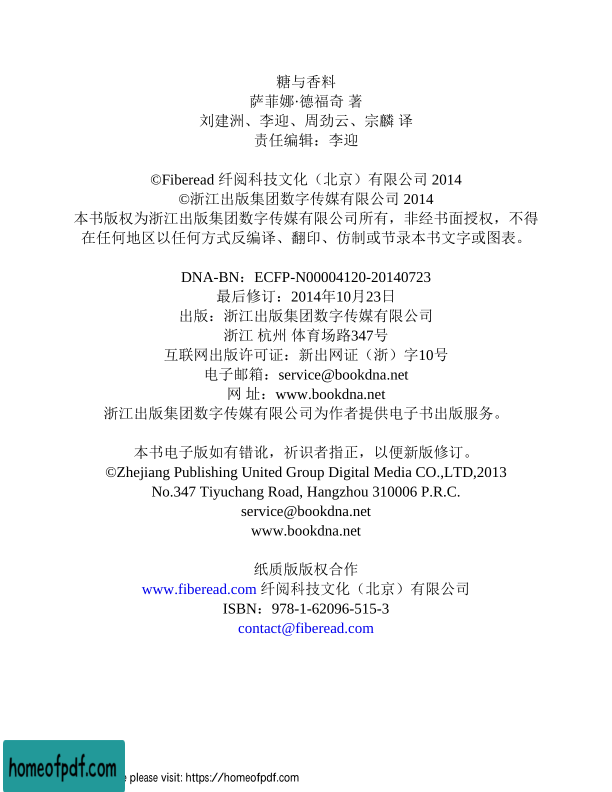 糖与香料
萨菲娜·德福奇 著
刘建洲、李迎、周劲云、宗麟 译
责任编辑：李迎
©Fiberead 纤阅科技文化（北京）有限公司 2014
©浙江出版集团数字传媒有限公司 2014
本书版权为浙江出版集团数字传媒有限公司所有，非经书面授权，不得
在任何地区以任何方式反编译、翻印、仿制或节录本书文字或图表。
DNA-BN：ECFP-N00004120-20140723
最后修订：2014年10月23日
出版：浙江出版集团数字传媒有限公司
浙江 杭州 体育场路347号
互联网出版许可证：新出网证（浙）字10号
电子邮箱：service@bookdna.net
网 址：www.bookdna.net
浙江出版集团数字传媒有限公司为作者提供电子书出版服务。
本书电子版如有错讹，祈识者指正，以便新版修订。
©Zhejiang Publishing United Group Digital Media CO.,LTD,2013
No.347 Tiyuchang Road, Hangzhou 310006 P.R.C.
service@bookdna.net
www.bookdna.net
纸质版版权合作
www.fiberead.com 纤阅科技文化（北京）有限公司
ISBN：978-1-62096-515-3
contact@fiberead.com
homeofpdf.com
please visit: https://homeofpdf.com